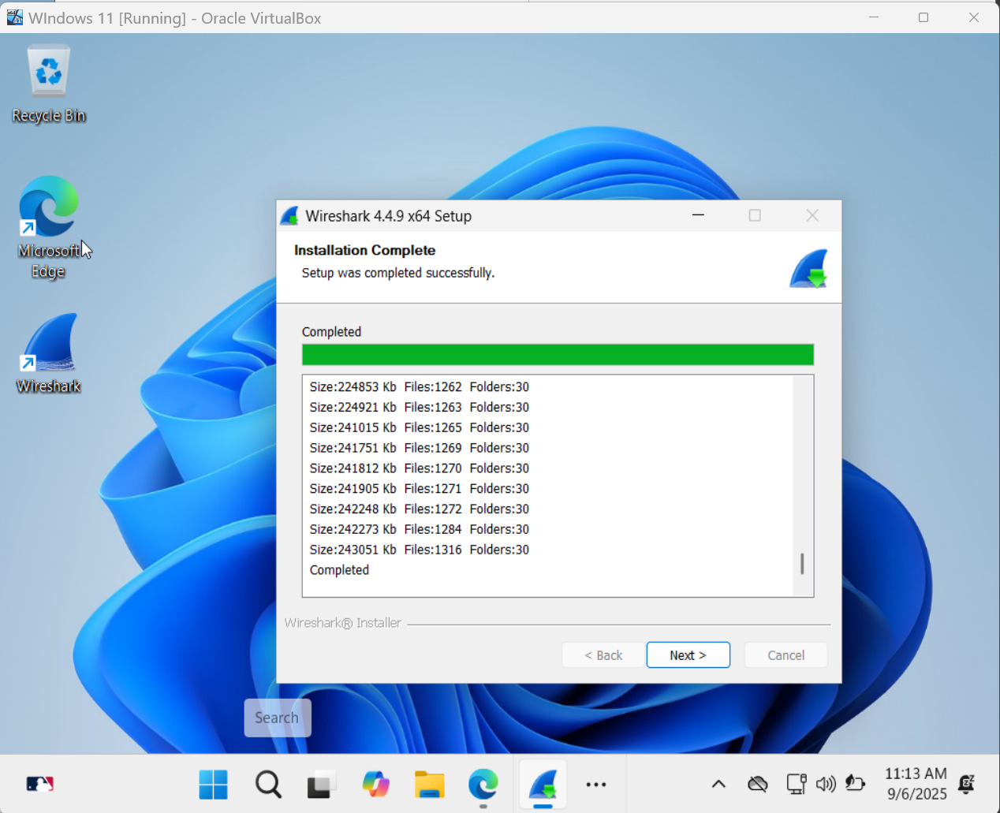 WIndows 11 [Running] - Oracle VirtualBox
Recycle Bin
Microsoft
Edge
Wireshark
Wireshark 4.4.9 x64 Setup
Installation Complete
Setup was completed successfully.
Completed
Size:224853 Kb  Files:1262  Folders:30
Size:224921 Kb  Files:1263  Folders:30
Size:241015 Kb  Files:1265  Folders:30
Size:241751 Kb  Files:1269  Folders:30
Size:241812 Kb  Files:1270  Folders:30
Size:241905 Kb  Files:1271  Folders:30
Size:242248 Kb  Files:1272  Folders:30
Size:242273 Kb  Files:1284  Folders:30
Size:243051 Kb  Files:1316  Folders:30
Completed
Wireshark® Installer
< Back
Next >
Cancel
Search
11:13 AM
9/6/2025